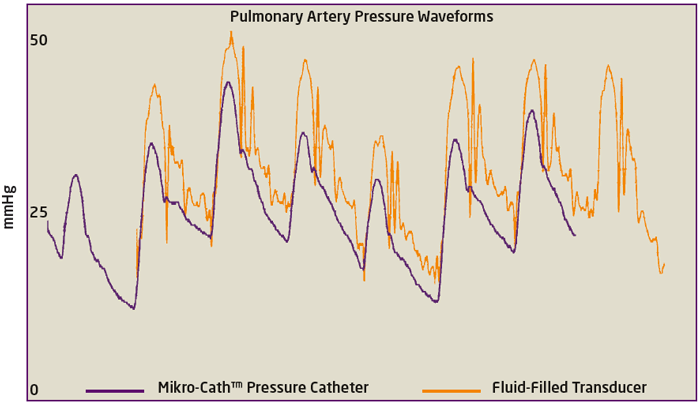 Pulmonary Artery Pressure Waveforms
50
mmHg
25
0
Mikro-Cath™ Pressure Catheter
Fluid-Filled Transducer